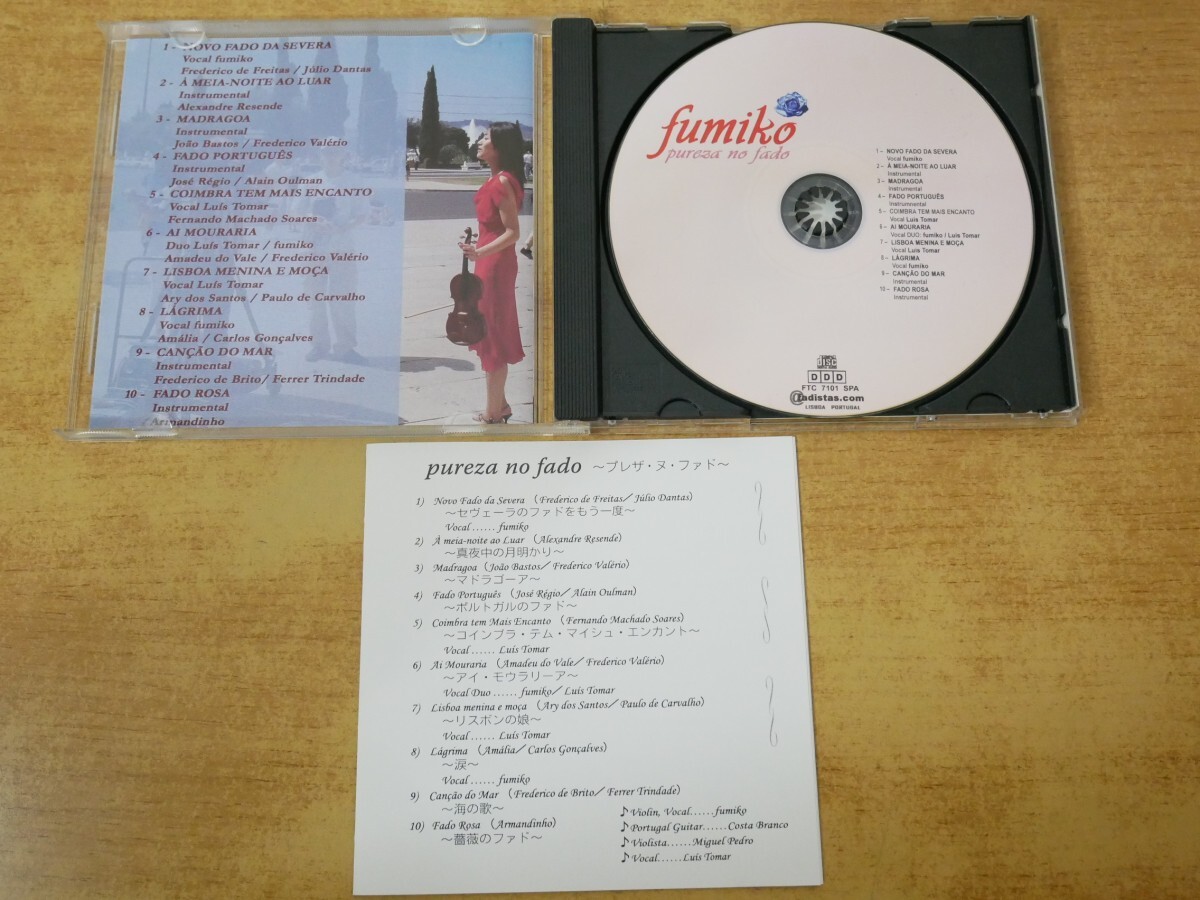 1 - NOVO FADO DA SEVERA
Vocal fumiko
Frederico de Freitas / Júlio Dantas
2 - À MEIA-NOITE AO LUAR
Instrumental
Alexandre Resende
3 - MADRAGOA
Instrumental
João Bastos / Frederico Valério
4 - FADO PORTUGUÊS
Instrumental
José Régio / Alain Oulman
5 - COIMBRA TEM MAIS ENCANTO
Vocal Luís Tomar
Fernando Machado Soares
6 - AI MOURARIA
Duo Luís Tomar / fumiko
Amadeu do Vale / Frederico Valério
7 - LISBOA MENINA E MOÇA
Vocal Luís Tomar
Ary dos Santos / Paulo de Carvalho
8 - LÁGRIMA
Vocal fumiko
Amália / Carlos Gonçalves
9 - CANÇÃO DO MAR
Instrumental
Frederico de Brito/ Ferrer Trindade
10 - FADO ROSA
Instrumental
Armandinho
fumiko
pureza no fado
1 - NOVO FADO DA SEVERA
Vocal fumiko
2 - À MEIA-NOITE AO LUAR
Instrumental
3 - MADRAGOA
Instrumental
4 - FADO PORTUGUÊS
Instrumnental
5 - COIMBRA TEM MAIS ENCANTO
Vocal Luís Tomar
6 - AI MOURARIA
Vocal DUO: fumiko / Luís Tomar
7 - LISBOA MENINA E MOÇA
Vocal Luís Tomar
8 - LÁGRIMA
Vocal fumiko
9 - CANÇÃO DO MAR
Instrumental
10 - FADO ROSA
Instrumental
COMPACT disc DIGITAL AUDIO
DDD
FTC 7101 SPA
@fadistas.com
LISBOA PORTUGAL
pureza no fado ～プレザ・ヌ・ファド～
1) Novo Fado da Severa （Frederico de Freitas／Júlio Dantas）
～セヴェーラのファドをもう一度～
Vocal …… fumiko
2) À meia-noite ao Luar （Alexandre Resende）
～真夜中の月明かり～
3) Madragoa （João Bastos／Frederico Valério）
～マドラゴーア～
4) Fado Português （José Régio／Alain Oulman）
～ポルトガルのファド～
5) Coimbra tem Mais Encanto （Fernando Machado Soares）
～コインブラ・テム・マイシュ・エンカント～
Vocal …… Luís Tomar
6) Ai Mouraria （Amadeu do Vale／Frederico Valério）
～アイ・モウラリーア～
Vocal Duo …… fumiko／Luís Tomar
7) Lisboa menina e moça （Ary dos Santos／Paulo de Carvalho）
～リスボンの娘～
Vocal …… Luís Tomar
8) Lágrima （Amália／Carlos Gonçalves）
～涙～
Vocal …… fumiko
9) Canção do Mar （Frederico de Brito／Ferrer Trindade）
～海の歌～
10) Fado Rosa （Armandinho）
～薔薇のファド～
♪Violin, Vocal……fumiko
♪Portugal Guitar……Costa Branco
♪Violista……Miguel Pedro
♪Vocal……Luís Tomar